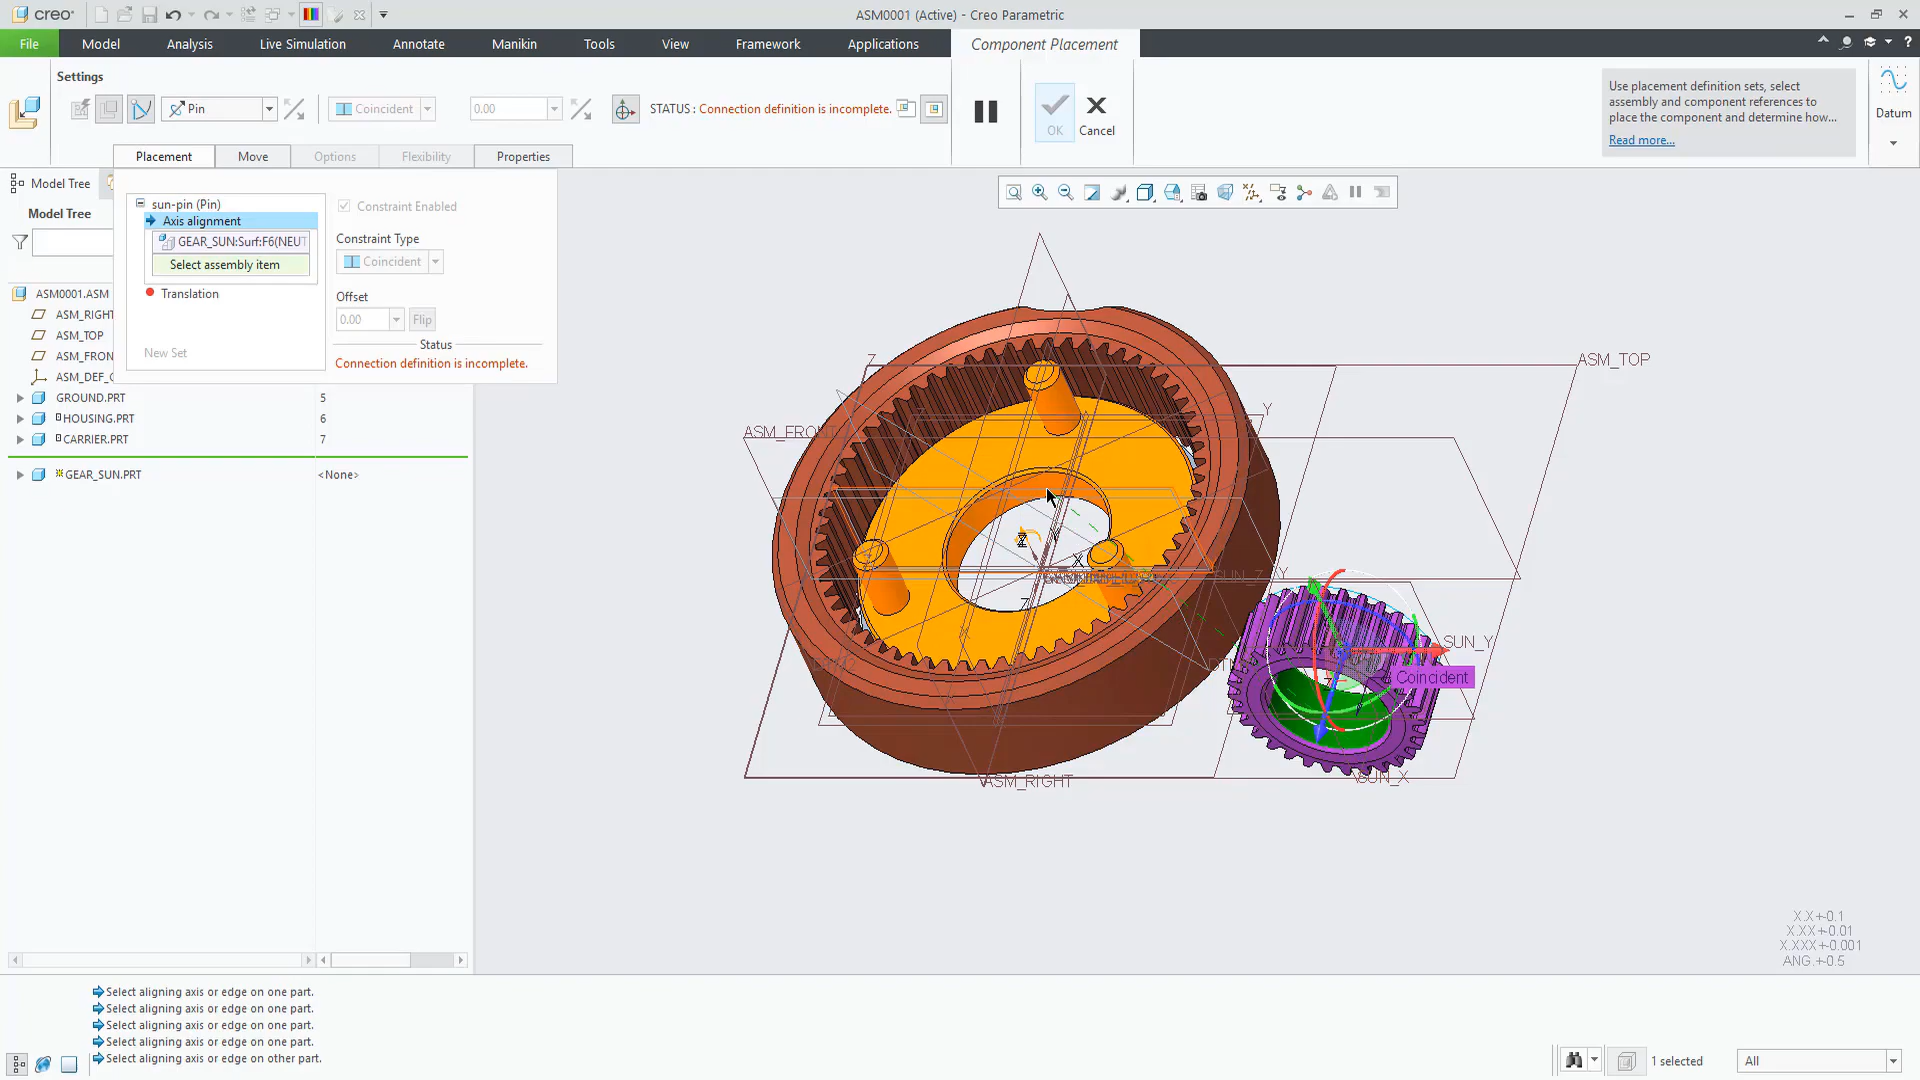 creo
ASM0001 (Active) - Creo Parametric
File
Model
Analysis
Live Simulation
Annotate
Manikin
Tools
View
Framework
Applications
Component Placement
Settings
Pin
Coincident
0.00
STATUS : Connection definition is incomplete.
OK
Cancel
Use placement definition sets, select
assembly and component references to
place the component and determine how...
Read more...
Datum
Placement
Move
Options
Flexibility
Properties
Model Tree
Model Tree
sun-pin (Pin)
Axis alignment
GEAR_SUN:Surf:F6(NEUT
Select assembly item
Translation
New Set
Constraint Enabled
Constraint Type
Coincident
Offset
0.00
Flip
Status
Connection definition is incomplete.
ASM0001.ASM
ASM_RIGHT
ASM_TOP
ASM_FRON
ASM_DEF_C
GROUND.PRT 5
HOUSING.PRT 6
CARRIER.PRT 7
GEAR_SUN.PRT <None>
ASM_TOP
Z
Y
ASM_FRONT
X
Z
Y
SUN_Y
Coincident
SUN_X
ASM_RIGHT
X.X+-0.1
X.XX+-0.01
X.XXX+-0.001
ANG.+-0.5
Select aligning axis or edge on one part.
Select aligning axis or edge on one part.
Select aligning axis or edge on one part.
Select aligning axis or edge on one part.
Select aligning axis or edge on other part.
1 selected
All